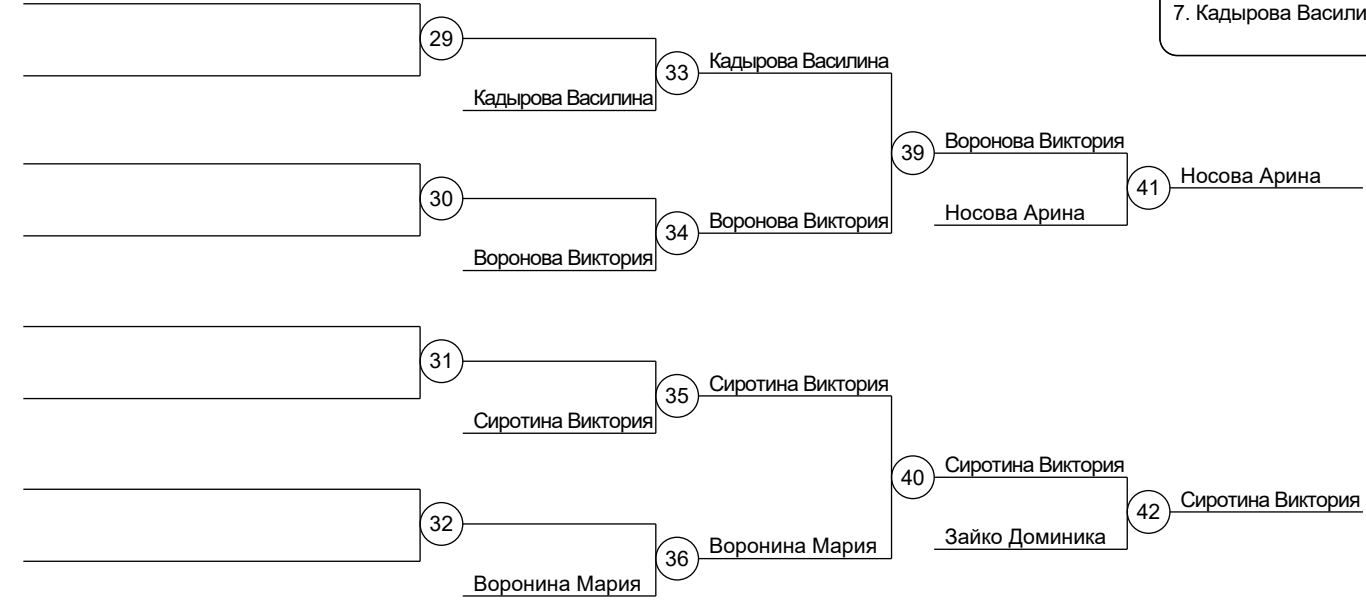 7. Кадырова Васили
29
Кадырова Василина
33
Кадырова Василина
Воронова Виктория
39
Носова Арина
41
Носова Арина
30
Воронова Виктория
34
Воронова Виктория
31
Сиротина Виктория
35
Сиротина Виктория
Сиротина Виктория
40
Сиротина Виктория
42
Зайко Доминика
32
Воронина Мария
36
Воронина Мария